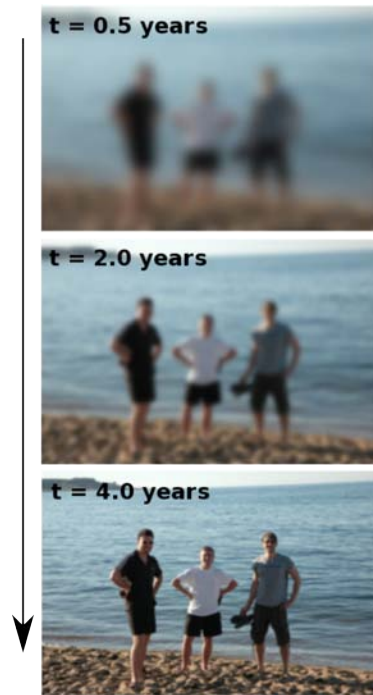 t = 0.5 years
t = 2.0 years
t = 4.0 years